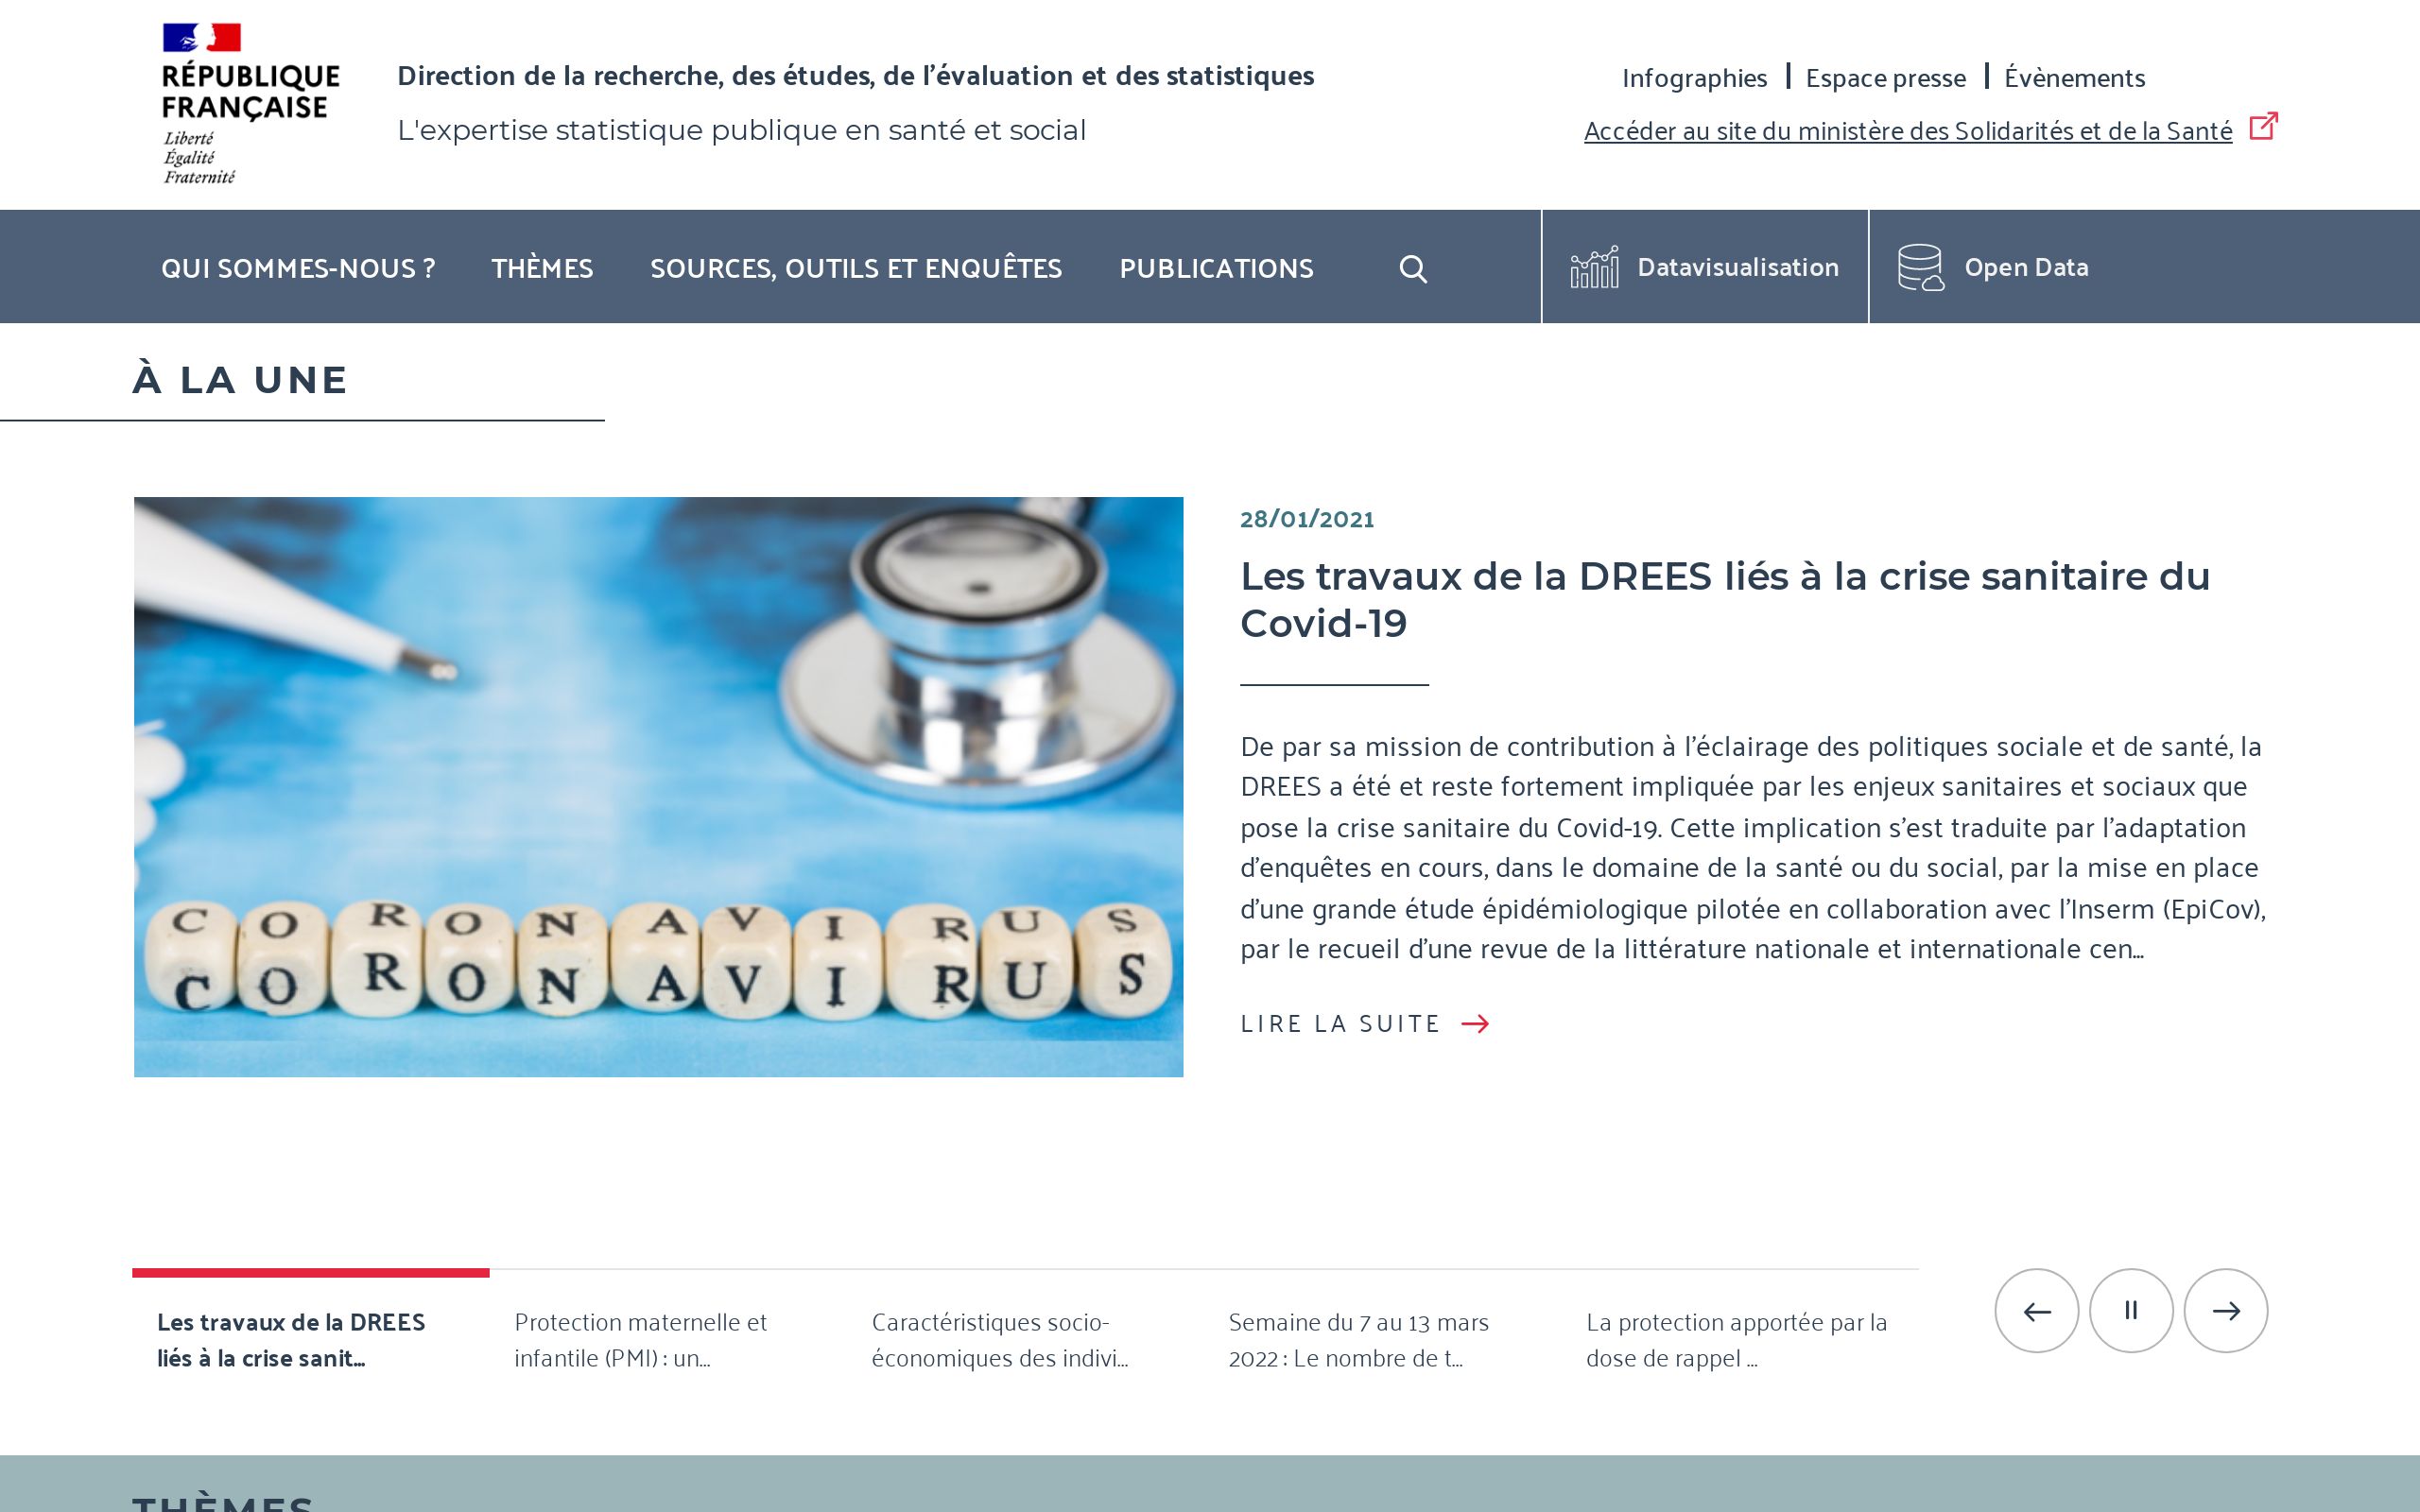 RÉPUBLIQUE
FRANÇAISE
Liberté
Égalité
Fraternité
Direction de la recherche, des études, de l'évaluation et des statistiques
L'expertise statistique publique en santé et social
Infographies
Espace presse
Évènements
Accéder au site du ministère des Solidarités et de la Santé
QUI SOMMES-NOUS ?
THÈMES
SOURCES, OUTILS ET ENQUÊTES
PUBLICATIONS
Datavisualisation
Open Data
À LA UNE
CORONAVIRUS
CORONAVIRUS
28/01/2021
Les travaux de la DREES liés à la crise sanitaire du
Covid-19
De par sa mission de contribution à l'éclairage des politiques sociale et de santé, la
DREES a été et reste fortement impliquée par les enjeux sanitaires et sociaux que
pose la crise sanitaire du Covid-19. Cette implication s'est traduite par l'adaptation
d'enquêtes en cours, dans le domaine de la santé ou du social, par la mise en place
d'une grande étude épidémiologique pilotée en collaboration avec l'Inserm (EpiCov),
par le recueil d'une revue de la littérature nationale et internationale cen...
LIRE LA SUITE
Les travaux de la DREES
liés à la crise sanit...
Protection maternelle et
infantile (PMI) : un...
Caractéristiques socio-
économiques des indivi...
Semaine du 7 au 13 mars
2022 : Le nombre de t...
La protection apportée par la
dose de rappel ...
THÈMES